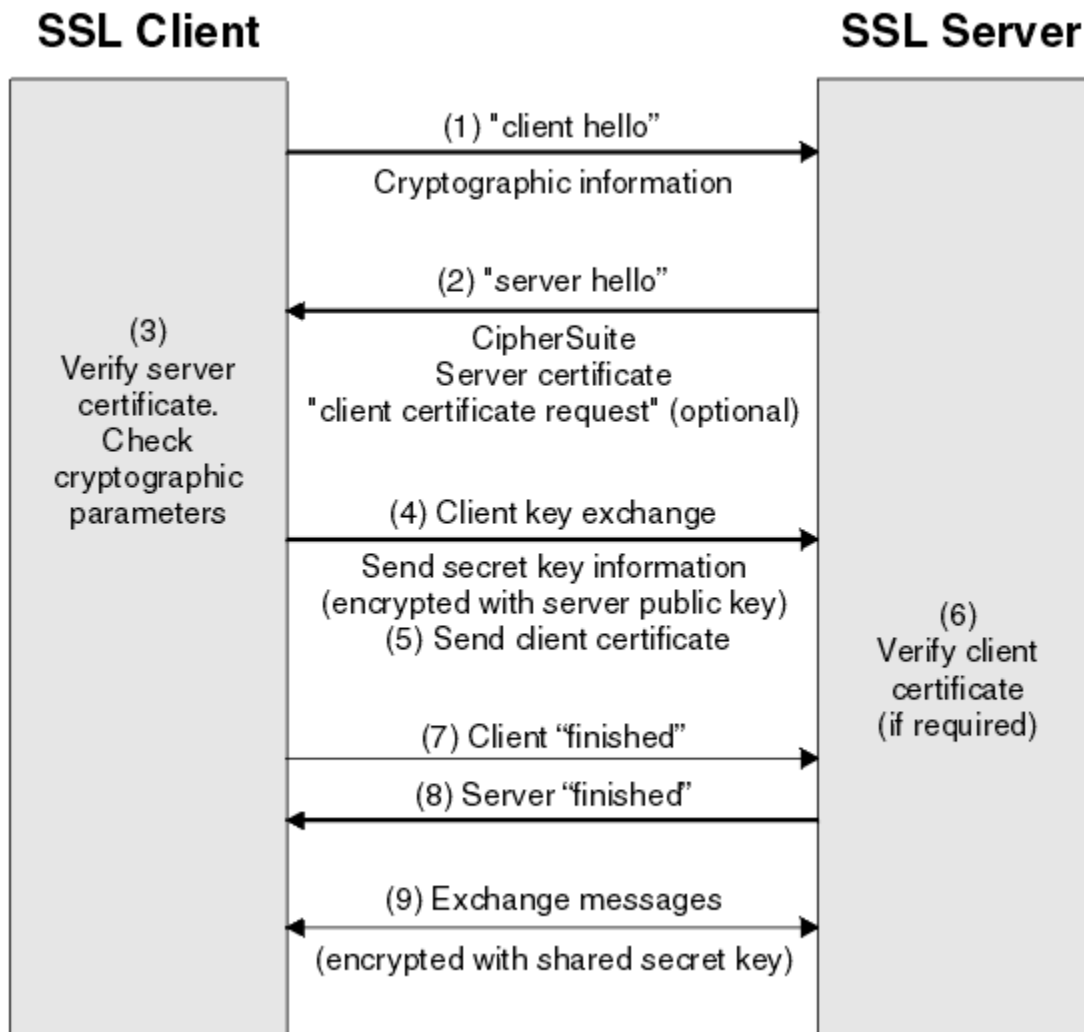 SSL Client
SSL Server
(1) "client hello”
Cryptographic information
(2) "server hello”
CipherSuite
Server certificate
"client certificate request" (optional)
(3)
Verify server
certificate.
Check
cryptographic
parameters
(4) Client key exchange
Send secret key information
(encrypted with server public key)
(5) Send client certificate
(6)
Verify client
certificate
(if required)
(7) Client “finished”
(8) Server “finished”
(9) Exchange messages
(encrypted with shared secret key)